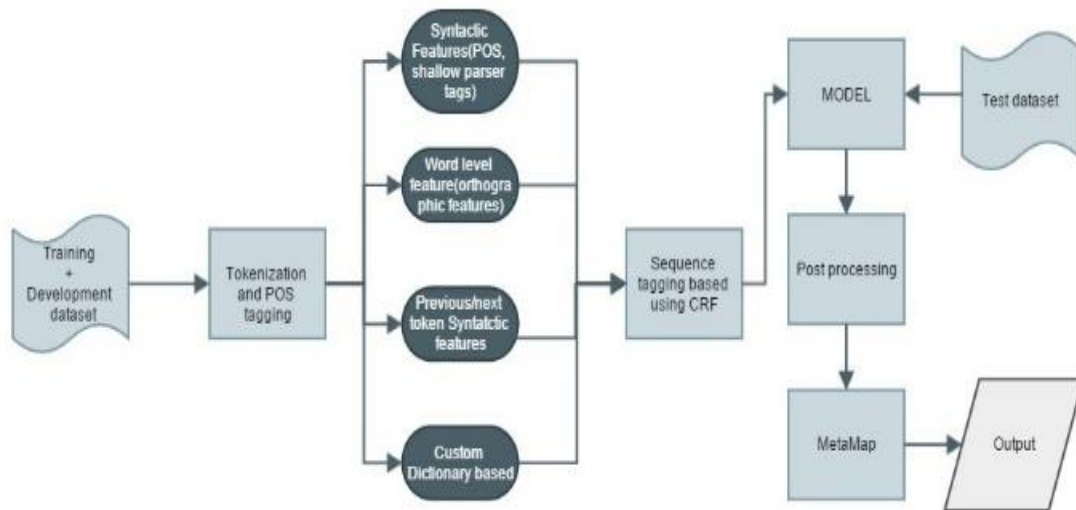 Syntactic
Features(POS,
shallow parser
tags)
Word level
feature(orthogra
phic features)
Previous/next
token Syntatctic
features
Custom
Dictionary based
Training
+
Development
dataset
Tokenization
and POS
tagging
Sequence
tagging based
using CRF
MODEL
Test dataset
Post processing
MetaMap
Output